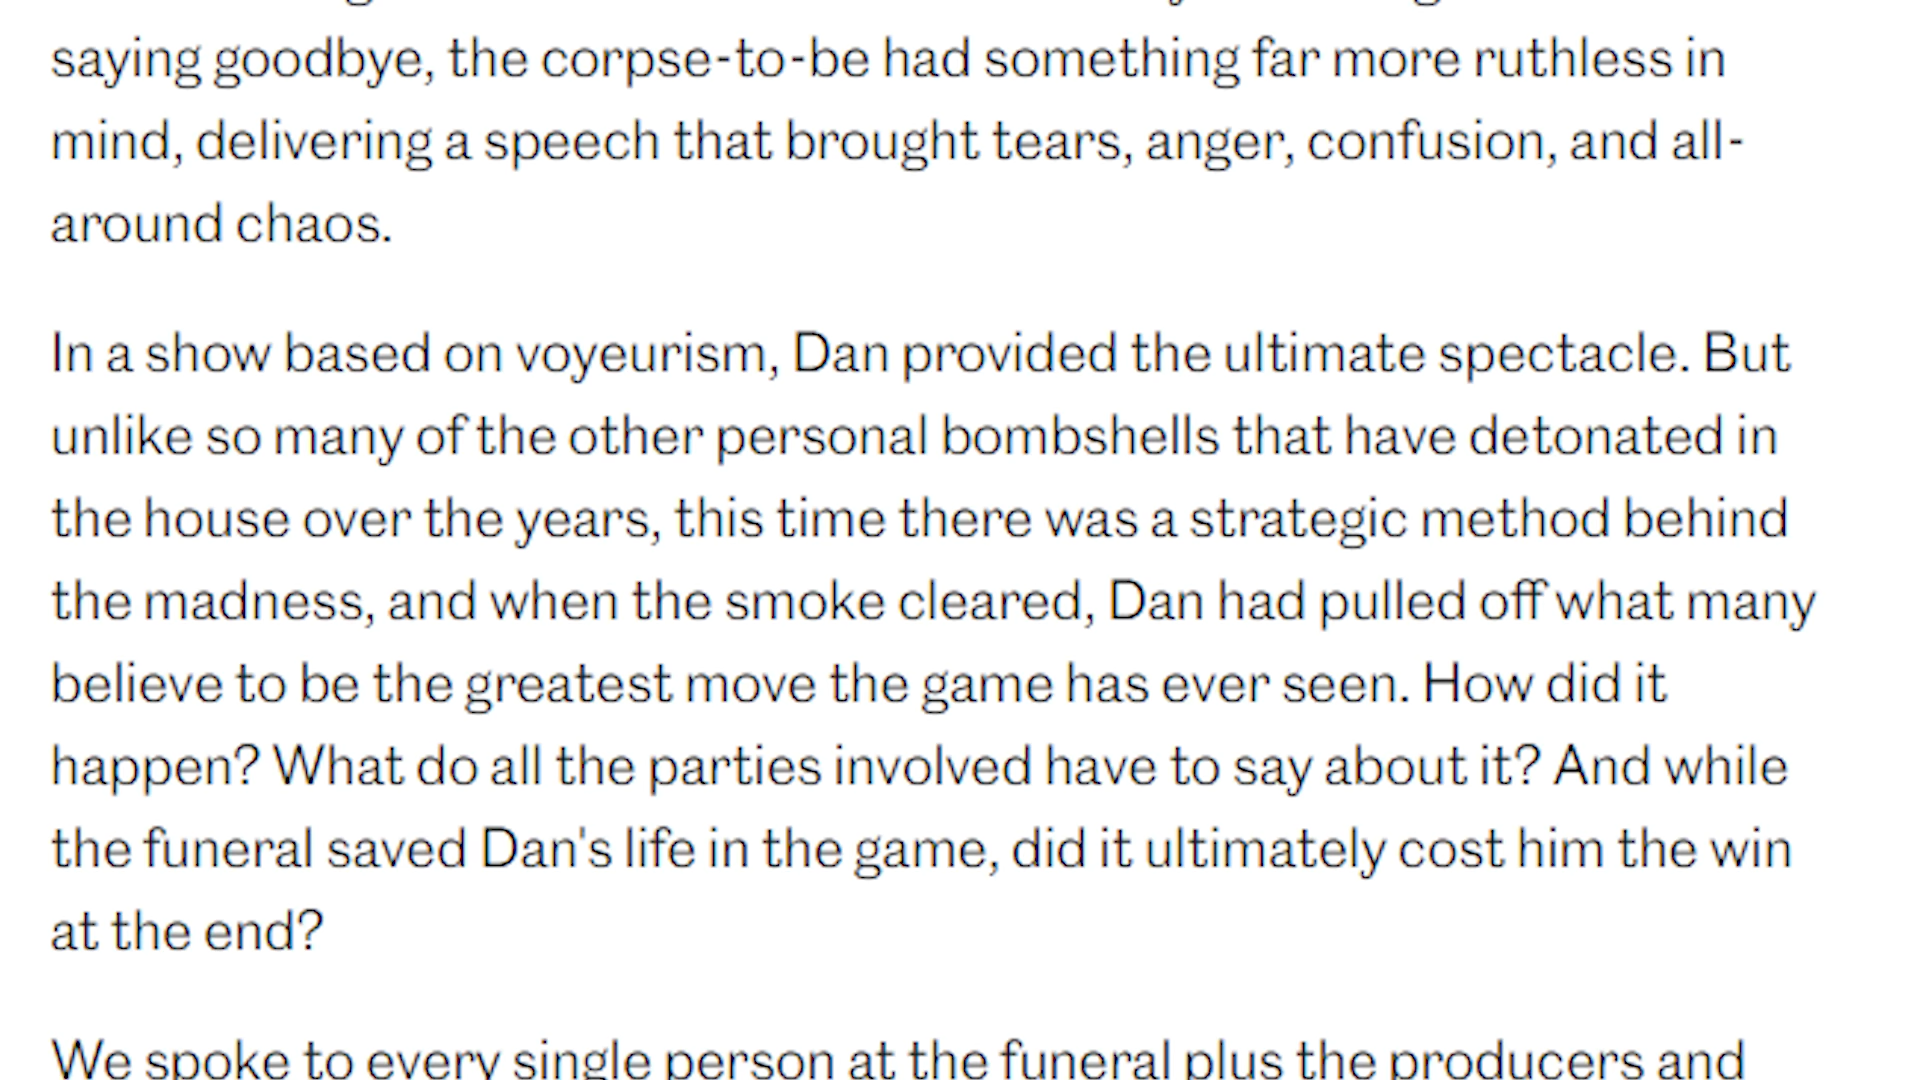 saying goodbye, the corpse-to-be had something far more ruthless in
mind, delivering a speech that brought tears, anger, confusion, and all-
around chaos.
In a show based on voyeurism, Dan provided the ultimate spectacle. But
unlike so many of the other personal bombshells that have detonated in
the house over the years, this time there was a strategic method behind
the madness, and when the smoke cleared, Dan had pulled off what many
believe to be the greatest move the game has ever seen. How did it
happen? What do all the parties involved have to say about it? And while
the funeral saved Dan's life in the game, did it ultimately cost him the win
at the end?
We spoke to every single person at the funeral plus the producers and